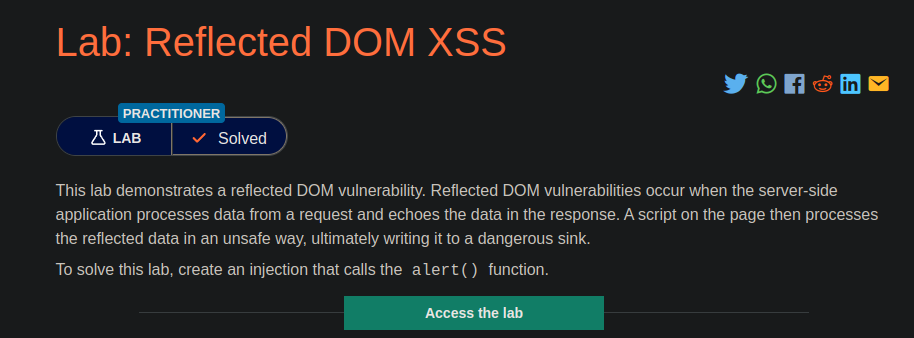 Lab: Reflected DOM XSS
PRACTITIONER
LAB
Solved
This lab demonstrates a reflected DOM vulnerability. Reflected DOM vulnerabilities occur when the server-side
application processes data from a request and echoes the data in the response. A script on the page then processes
the reflected data in an unsafe way, ultimately writing it to a dangerous sink.
To solve this lab, create an injection that calls the alert() function.
Access the lab